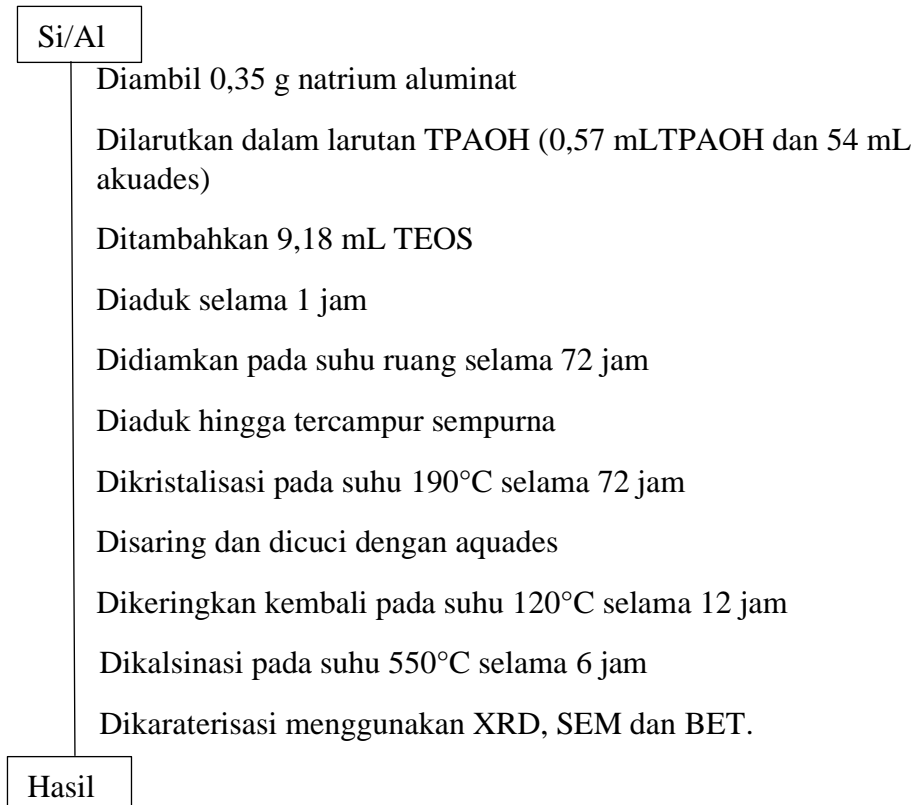 Si/Al
Diambil 0,35 g natrium aluminat
Dilarutkan dalam larutan TPAOH (0,57 mLTPAOH dan 54 mL
akuades)
Ditambahkan 9,18 mL TEOS
Diaduk selama 1 jam
Didiamkan pada suhu ruang selama 72 jam
Diaduk hingga tercampur sempurna
Dikristalisasi pada suhu 190°C selama 72 jam
Disaring dan dicuci dengan aquades
Dikeringkan kembali pada suhu 120°C selama 12 jam
Dikalsinasi pada suhu 550°C selama 6 jam
Dikaraterisasi menggunakan XRD, SEM dan BET.
Hasil